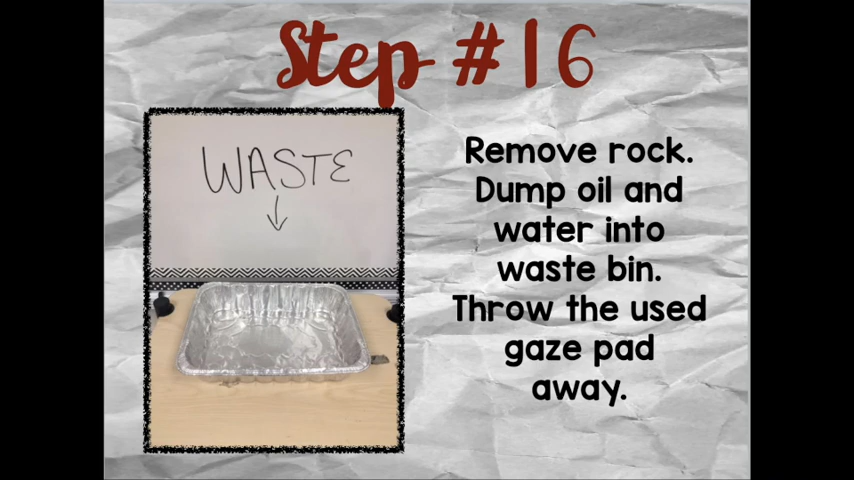 Step #16
WASTE
Remove rock.
Dump oil and
water into
waste bin.
Throw the used
gaze pad
away.